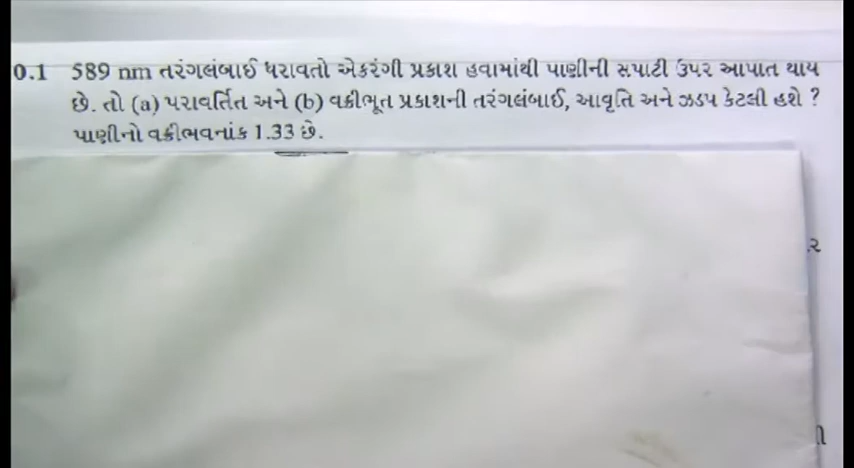 0.1 589 nm તરંગલંબાઈ ધરાવતો એકરંગી પ્રકાશ હવામાંથી પાણીની સપાટી ઉપર આપાત થાય
છે. તો (a) પરાવર્તિત અને (b) વક્રીભૂત પ્રકાશની તરંગલંબાઈ, આવૃતિ અને ઝડપ કેટલી હશે ?
પાણીનો વક્રીભવનાંક 1.33 છે.